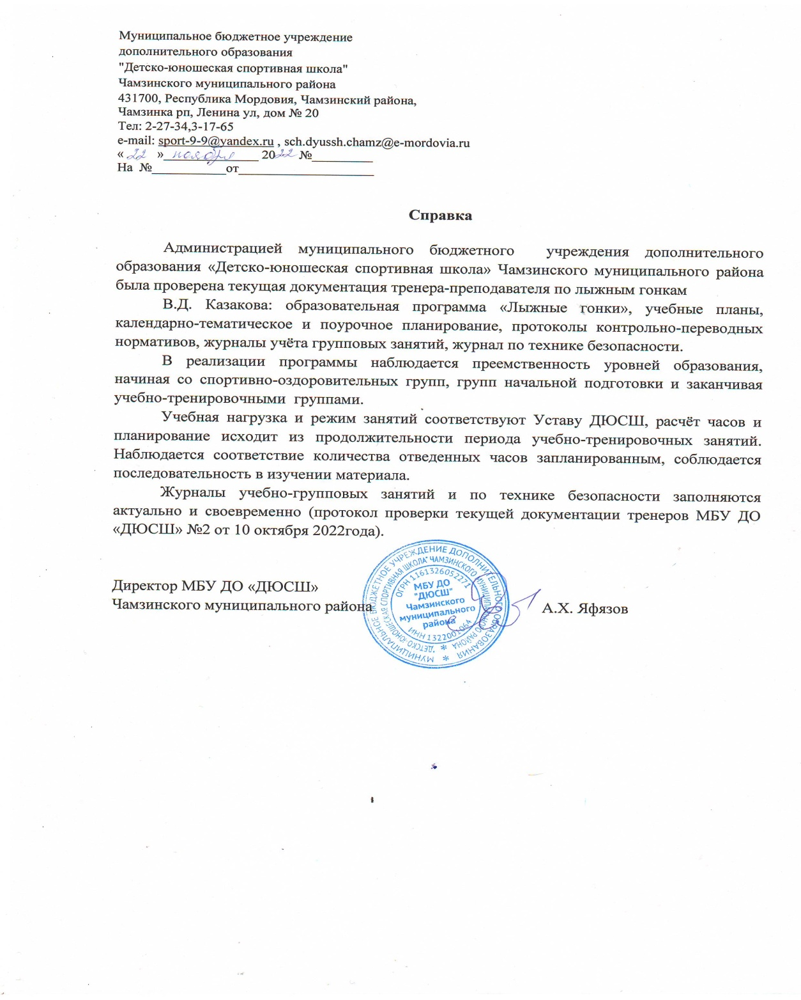 Муниципальное бюджетное учреждение
дополнительного образования
"Детско-юношеская спортивная школа"
Чамзинского муниципального района
431700, Республика Мордовия, Чамзинский района,
Чамзинка рп, Ленина ул, дом № 20
Тел: 2-27-34,3-17-65
e-mail: sport-9-9@yandex.ru , sch.dyussh.chamz@e-mordovia.ru
« 22 » ноября 2022 №__________
На №____________от______________________
Справка
Администрацией муниципального бюджетного учреждения дополнительного
образования «Детско-юношеская спортивная школа» Чамзинского муниципального района
была проверена текущая документация тренера-преподавателя по лыжным гонкам
В.Д. Казакова: образовательная программа «Лыжные гонки», учебные планы,
календарно-тематическое и поурочное планирование, протоколы контрольно-переводных
нормативов, журналы учёта групповых занятий, журнал по технике безопасности.
В реализации программы наблюдается преемственность уровней образования,
начиная со спортивно-оздоровительных групп, групп начальной подготовки и заканчивая
учебно-тренировочными группами.
Учебная нагрузка и режим занятий соответствуют Уставу ДЮСШ, расчёт часов и
планирование исходит из продолжительности периода учебно-тренировочных занятий.
Наблюдается соответствие количества отведенных часов запланированным, соблюдается
последовательность в изучении материала.
Журналы учебно-групповых занятий и по технике безопасности заполняются
актуально и своевременно (протокол проверки текущей документации тренеров МБУ ДО
«ДЮСШ» №2 от 10 октября 2022года).
Директор МБУ ДО «ДЮСШ»
Чамзинского муниципального района
А.Х. Яфязов
МУНИЦИПАЛЬНОЕ БЮДЖЕТНОЕ УЧРЕЖДЕНИЕ ДОПОЛНИТЕЛЬНОГО ОБРАЗОВАНИЯ *
"ДЕТСКО-ЮНОШЕСКАЯ СПОРТИВНАЯ ШКОЛА" ЧАМЗИНСКОГО МУНИЦИПАЛЬНОГО РАЙОНА *
ОГРН 1161326052271
МБУ ДО
"ДЮСШ"
Чамзинского
муниципального
района
ИНН 1322001064